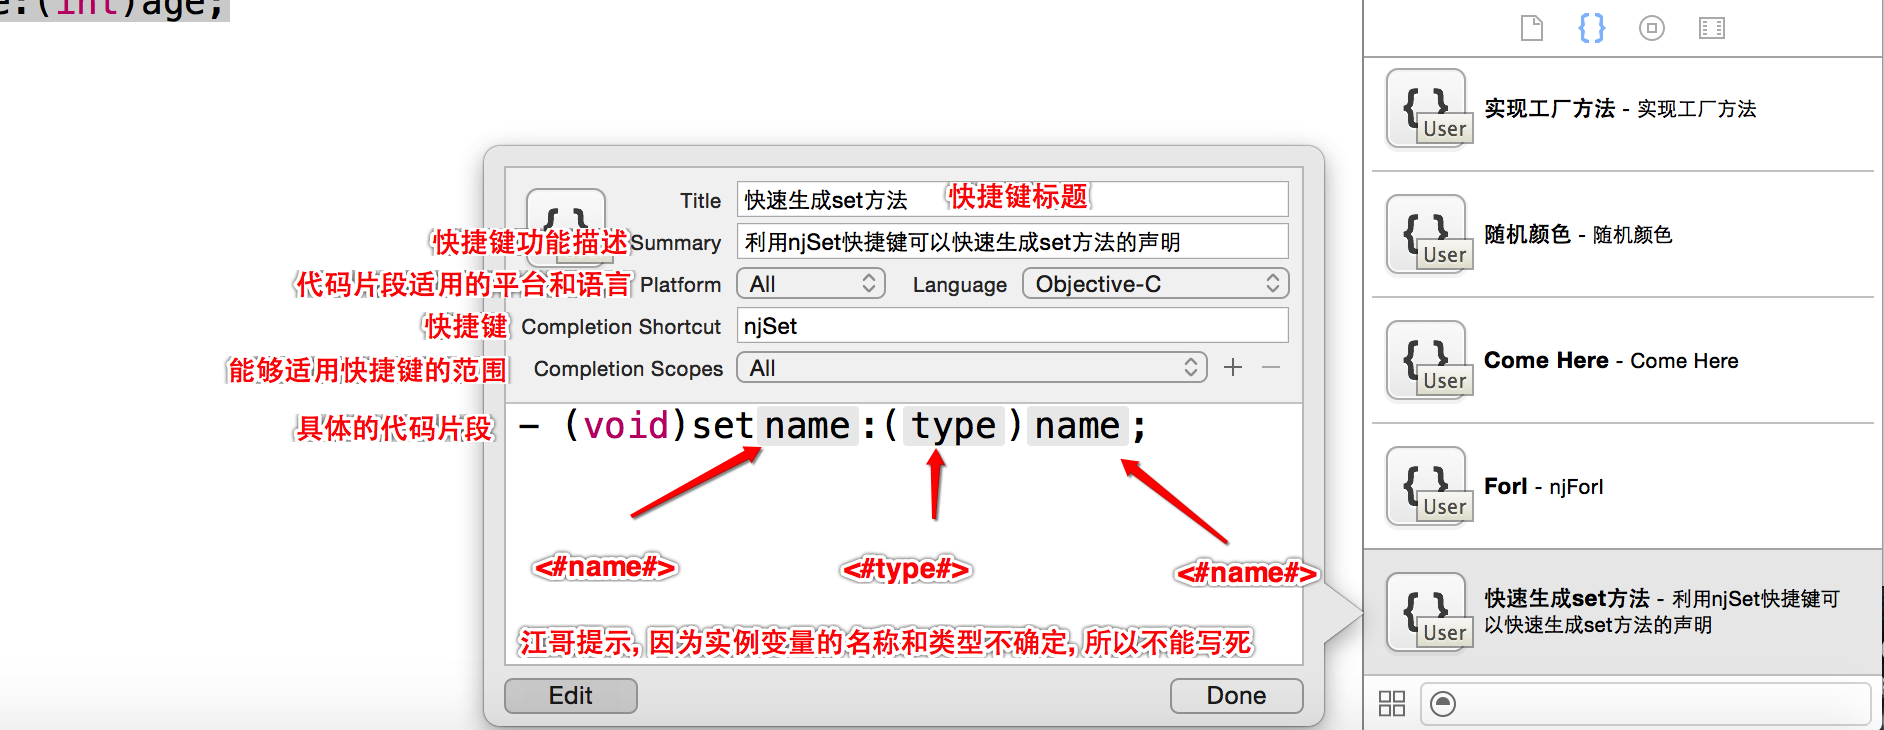 e:(int)age;
Title 快速生成set方法 快捷键标题
快捷键功能描述 Summary 利用njSet快捷键可以快速生成set方法的声明
代码片段适用的平台和语言 Platform All Language Objective-C
快捷键 Completion Shortcut njSet
能够适用快捷键的范围 Completion Scopes All
具体的代码片段 - (void)setname:(type)name;
<#name#> <#type#> <#name#>
江哥提示, 因为实例变量的名称和类型不确定, 所以不能写死
Edit Done
{ } User 实现工厂方法 - 实现工厂方法
{ } User 随机颜色 - 随机颜色
{ } User Come Here - Come Here
{ } User ForI - njForI
{ } User 快速生成set方法 - 利用njSet快捷键可
以快速生成set方法的声明